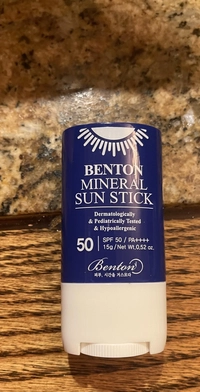 BENTON
MINERAL
SUN STICK
Dermatologically
& Pediatrically Tested
& Hypoallergenic
50
SPF 50 / PA++++
15g / Net Wt. 0.52 oz.
Benton